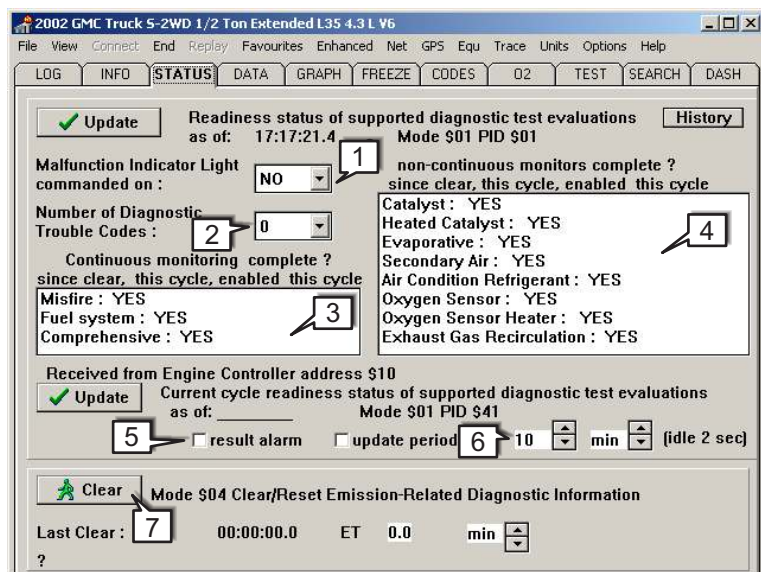 2002 GMC Truck S-2WD 1/2 Ton Extended L35 4.3 L V6
File View Connect End Replay Favourites Enhanced Net GPS Equ Trace Units Options Help
LOG INFO STATUS DATA GRAPH FREEZE CODES O2 TEST SEARCH DASH
Update
Readiness status of supported diagnostic test evaluations
History
as of: 17:17:21.4 Mode $01 PID $01
Malfunction Indicator Light
commanded on :
NO
1
Number of Diagnostic
Trouble Codes :
2
0
Continuous monitoring complete ?
since clear, this cycle, enabled this cycle
Misfire : YES
Fuel system : YES
Comprehensive : YES
3
non-continuous monitors complete ?
since clear, this cycle, enabled this cycle
Catalyst : YES
Heated Catalyst : YES
Evaporative : YES
Secondary Air : YES
Air Condition Refrigerant : YES
Oxygen Sensor : YES
Oxygen Sensor Heater : YES
Exhaust Gas Recirculation : YES
4
Received from Engine Controller address $10
Update
Current cycle readiness status of supported diagnostic test evaluations
as of: Mode $01 PID $41
5
result alarm
update period
6
10 min (idle 2 sec)
Clear
Mode $04 Clear/Reset Emission-Related Diagnostic Information
7
Last Clear : 00:00:00.0 ET 0.0 min
?